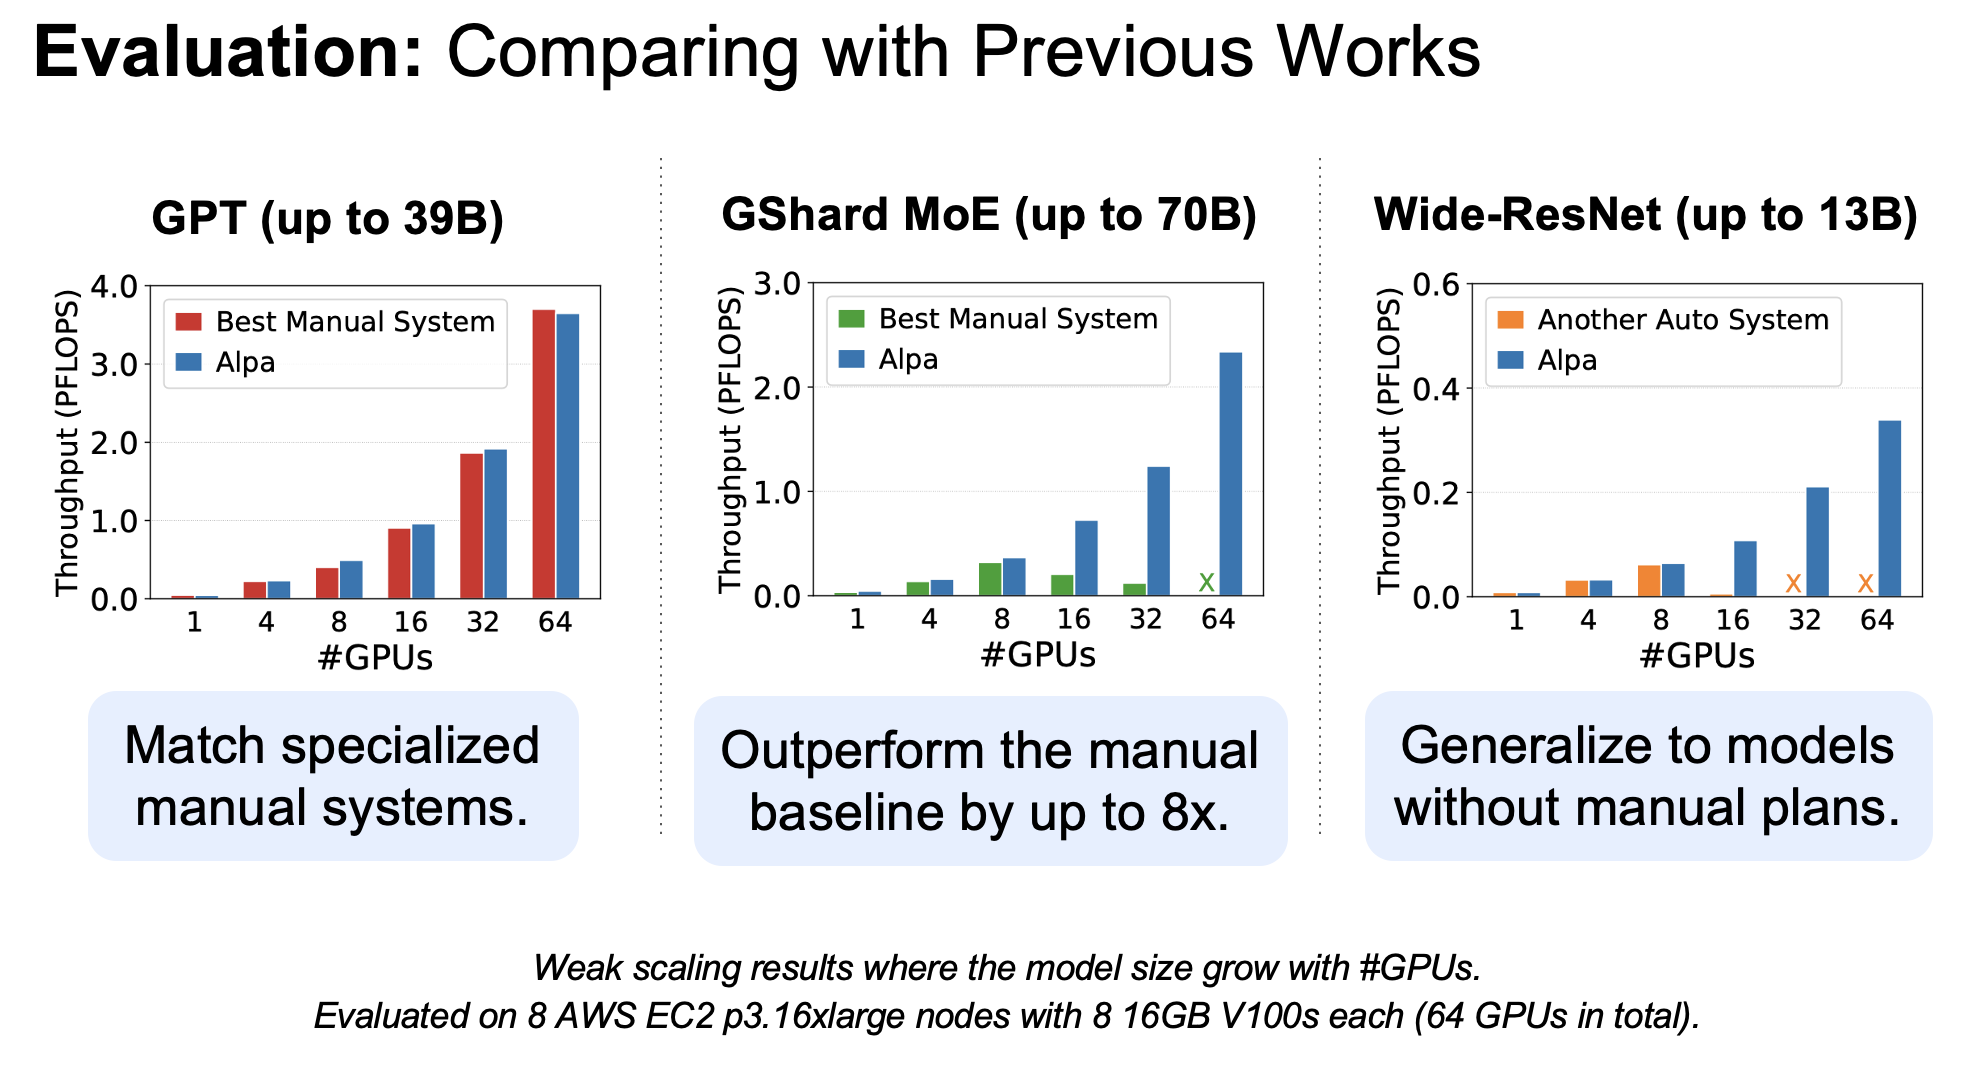 Evaluation: Comparing with Previous Works
GPT (up to 39B)
Throughput (PFLOPS)
4.0
3.0
2.0
1.0
0.0
Best Manual System
Alpa
1 4 8 16 32 64
#GPUs
Match specialized
manual systems.
GShard MoE (up to 70B)
Throughput (PFLOPS)
3.0
2.0
1.0
0.0
Best Manual System
Alpa
X
1 4 8 16 32 64
#GPUs
Outperform the manual
baseline by up to 8x.
Wide-ResNet (up to 13B)
Throughput (PFLOPS)
0.6
0.4
0.2
0.0
Another Auto System
Alpa
X X
1 4 8 16 32 64
#GPUs
Generalize to models
without manual plans.
Weak scaling results where the model size grow with #GPUs.
Evaluated on 8 AWS EC2 p3.16xlarge nodes with 8 16GB V100s each (64 GPUs in total).